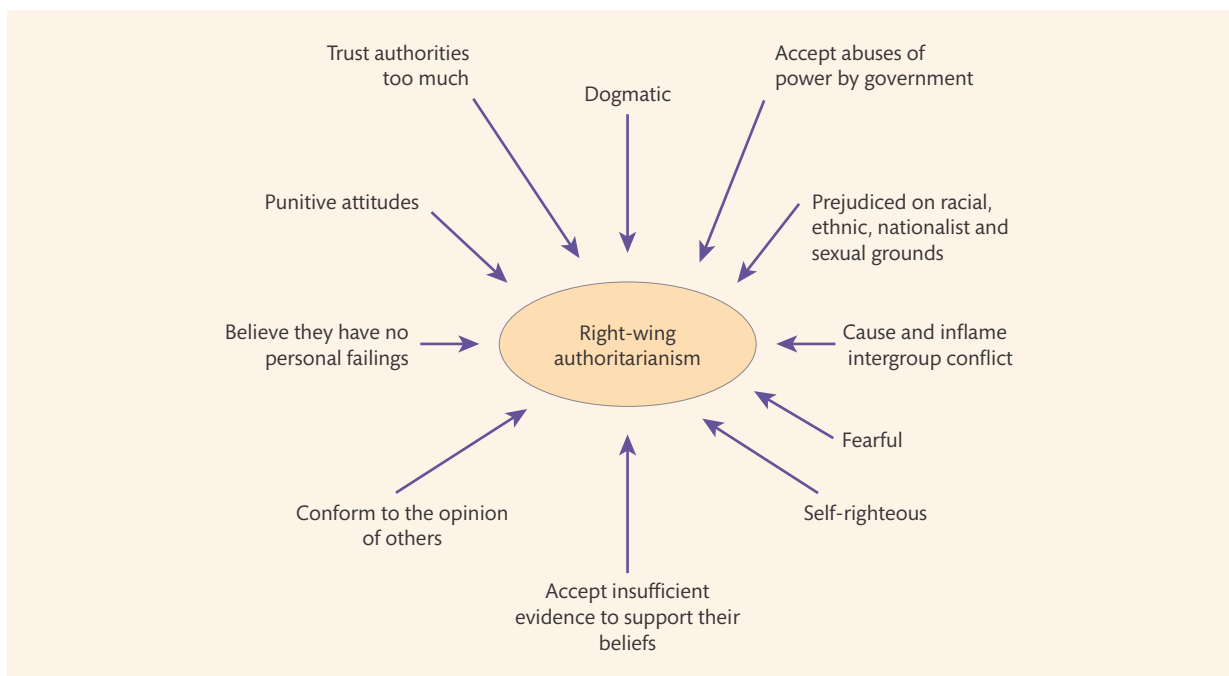 Trust authorities
too much
Dogmatic
Accept abuses of
power by government
Punitive attitudes
Prejudiced on racial,
ethnic, nationalist and
sexual grounds
Believe they have no
personal failings
Right-wing
authoritarianism
Cause and inflame
intergroup conflict
Fearful
Conform to the opinion
of others
Self-righteous
Accept insufficient
evidence to support their
beliefs